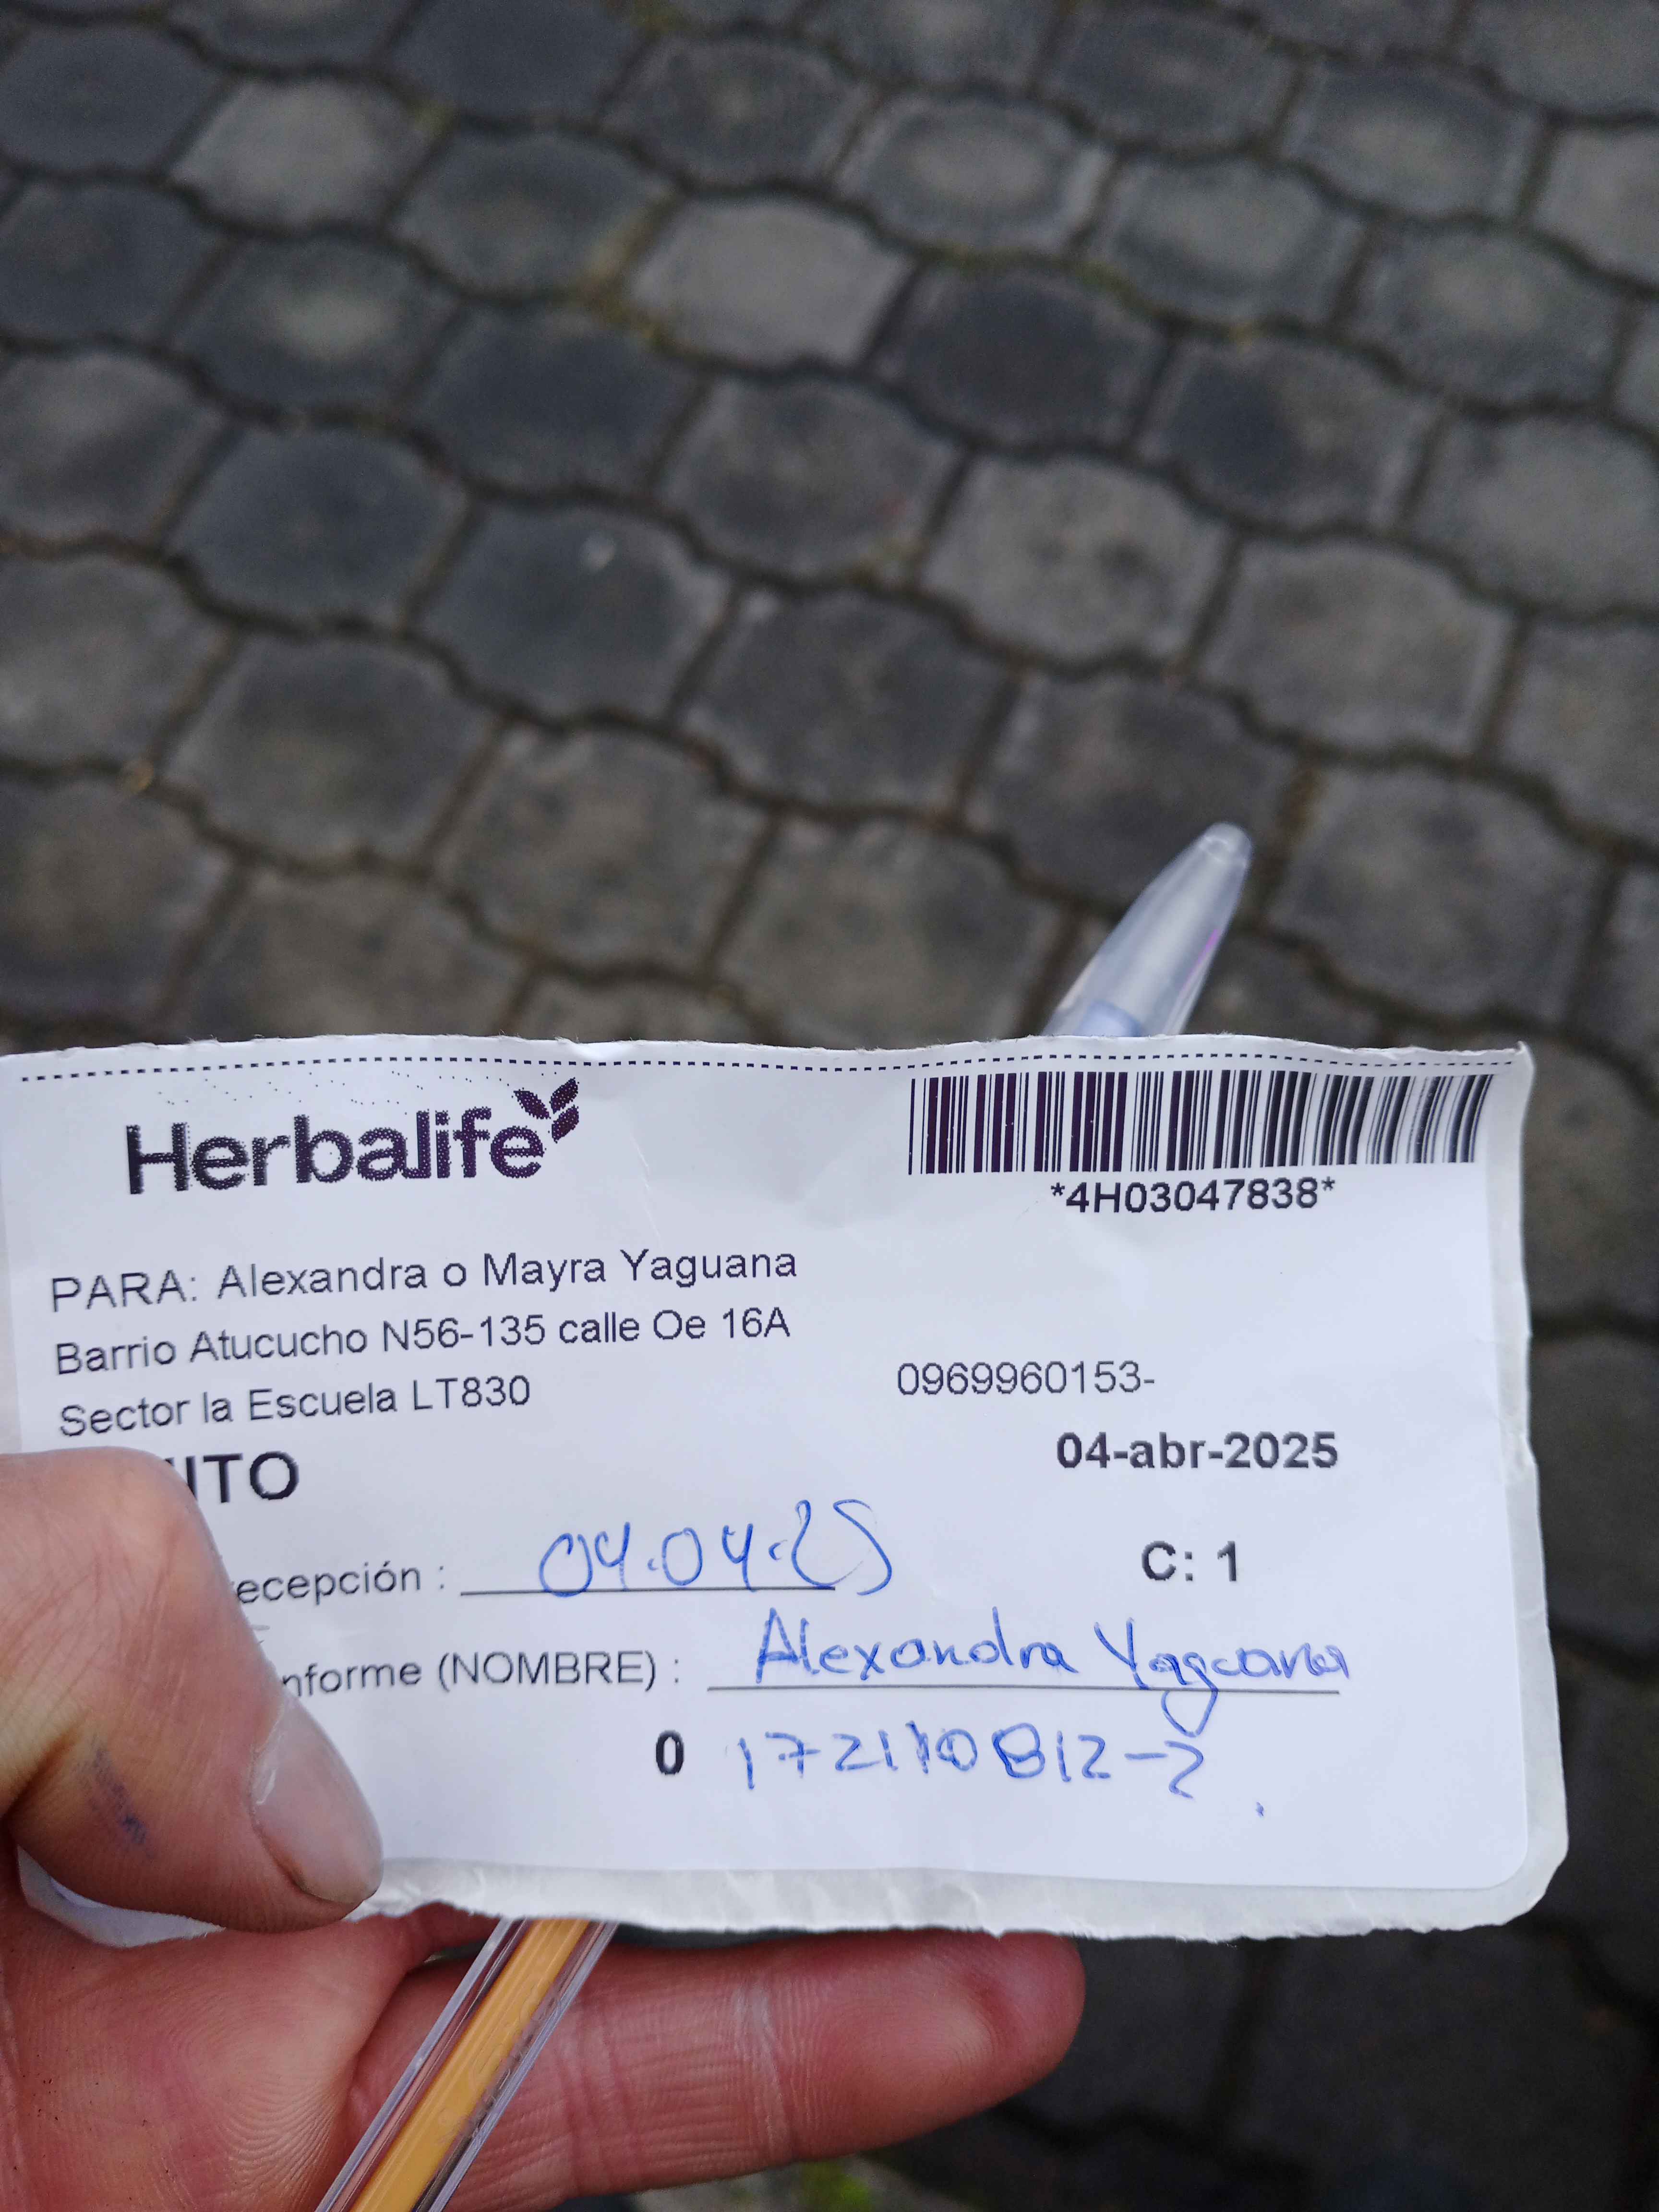 Herbalife
*4H03047838*
PARA: Alexandra o Mayra Yaguana
Barrio Atucucho N56-135 calle Oe 16A
Sector la Escuela LT830
0969960153-
ITO
04-abr-2025
ecepción : 04.04.25
C: 1
nforme (NOMBRE) : Alexandra Yaguana
0 172110812-2